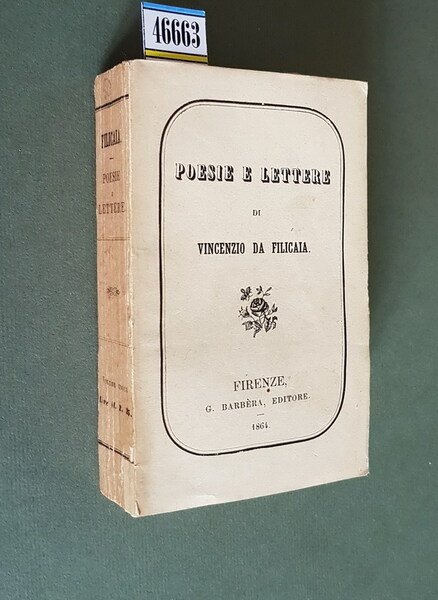 46663
FILICAIA
POESIE
E
LETTERE
POESIE E LETTERE
DI
VINCENZIO DA FILICAIA.
FIRENZE,
G. BARBÈRA, EDITORE.
1864.